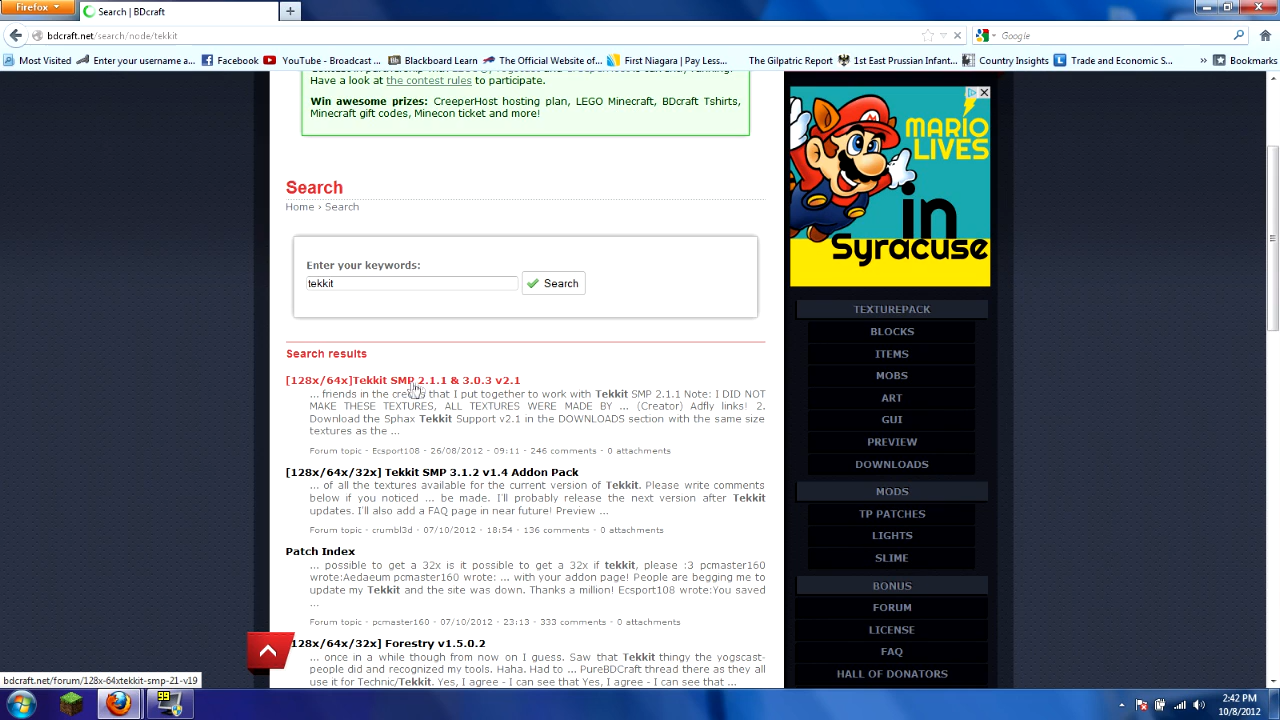 Firefox
Search | BDcraft
bdcraft.net/search/node/tekkit
Google
Most Visited
Enter your username a...
Facebook
YouTube - Broadcast ...
Blackboard Learn
The Official Website of...
First Niagara | Pay Less...
The Gilpatric Report
1st East Prussian Infant...
Country Insights
Trade and Economic S...
Bookmarks
Have a look at the contest rules to participate.
Win awesome prizes: CreeperHost hosting plan, LEGO Minecraft, BDcraft Tshirts,
Minecraft gift codes, Minecon ticket and more!
Search
Home › Search
Enter your keywords:
tekkit
Search
Search results
[128x/64x]Tekkit SMP 2.1.1 & 3.0.3 v2.1
... friends in the credits that I put together to work with Tekkit SMP 2.1.1 Note: I DID NOT
MAKE THESE TEXTURES, ALL TEXTURES WERE MADE BY ... (Creator) Adfly links! 2.
Download the Sphax Tekkit Support v2.1 in the DOWNLOADS section with the same size
textures as the ...
Forum topic - Ecsport108 - 26/08/2012 - 09:11 - 246 comments - 0 attachments
[128x/64x/32x] Tekkit SMP 3.1.2 v1.4 Addon Pack
... of all the textures available for the current version of Tekkit. Please write comments
below if you noticed ... be made. I'll probably release the next version after Tekkit
updates. I'll also add a FAQ page in near future! Preview ...
Forum topic - crumbl3d - 07/10/2012 - 18:54 - 136 comments - 0 attachments
Patch Index
... possible to get a 32x is it possible to get a 32x if tekkit, please :3 pcmaster160
wrote:Aedaeum pcmaster160 wrote: ... with your addon page! People are begging me to
update my Tekkit and the site was down. Thanks a million! Ecsport108 wrote:You saved
...
Forum topic - pcmaster160 - 07/10/2012 - 23:13 - 333 comments - 0 attachments
[128x/64x/32x] Forestry v1.5.0.2
... once in a while though from now on I guess. Saw that Tekkit thingy the yogscast-
people did and recognized my tools. Haha. Had to ... PureBDCraft thread there as they all
use it for Technic/Tekkit. Yes, I agree - I can see that Yes, I agree - I can see that ...
MARIO
LIVES
in
Syracuse
TEXTUREPACK
BLOCKS
ITEMS
MOBS
ART
GUI
PREVIEW
DOWNLOADS
MODS
TP PATCHES
LIGHTS
SLIME
BONUS
FORUM
LICENSE
FAQ
HALL OF DONATORS
bdcraft.net/forum/128x-64xtekkit-smp-21-v19
99
2:42 PM
10/8/2012